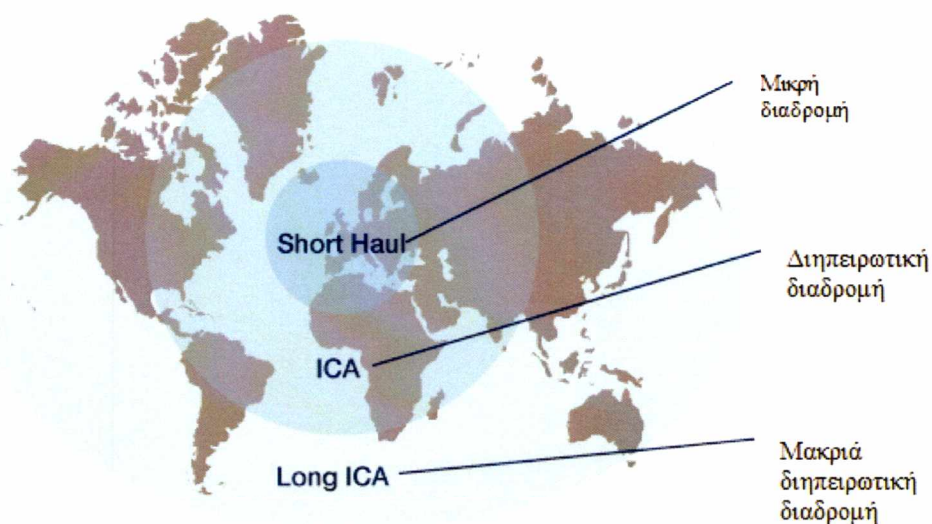 Μικρή
διαδρομή
Short Haul
Διηπειρωτική
διαδρομή
ICA
Μακριά
διηπειρωτική
διαδρομή
Long ICA